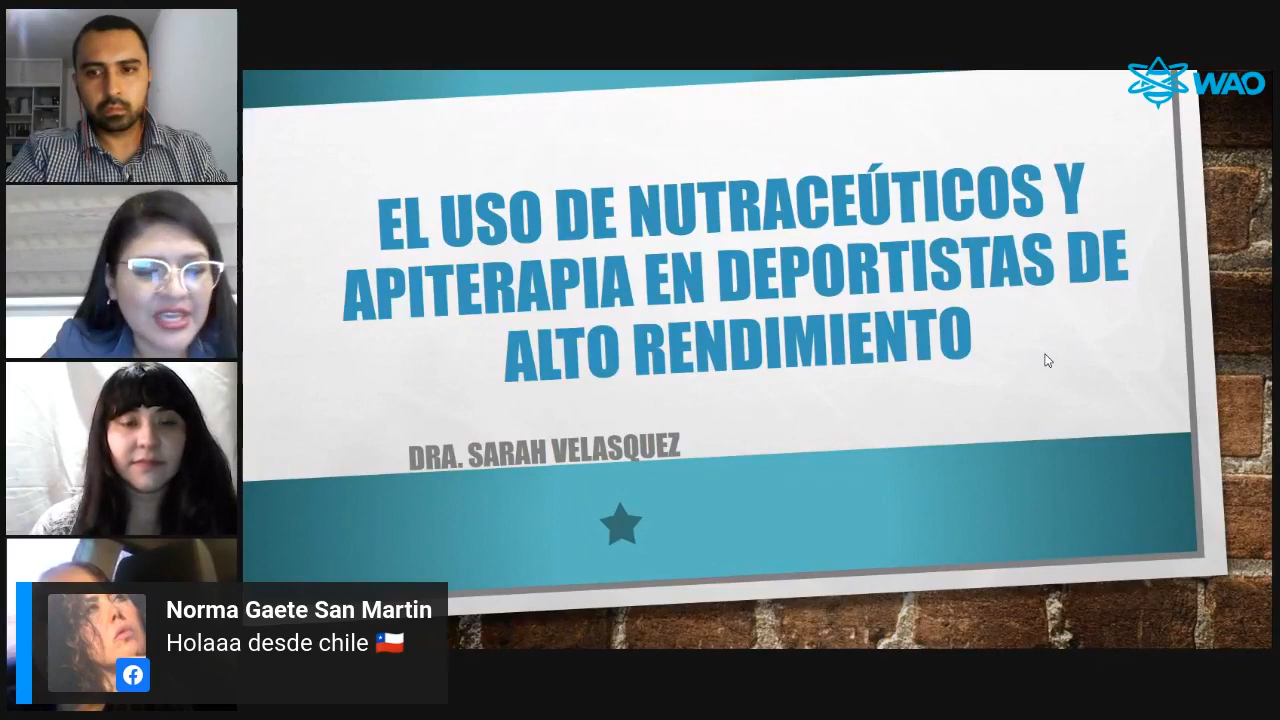 WAO
EL USO DE NUTRACEÚTICOS Y
APITERAPIA EN DEPORTISTAS DE
ALTO RENDIMIENTO
DRA. SARAH VELASQUEZ
Norma Gaete San Martin
Holaaa desde chile 🇨🇱